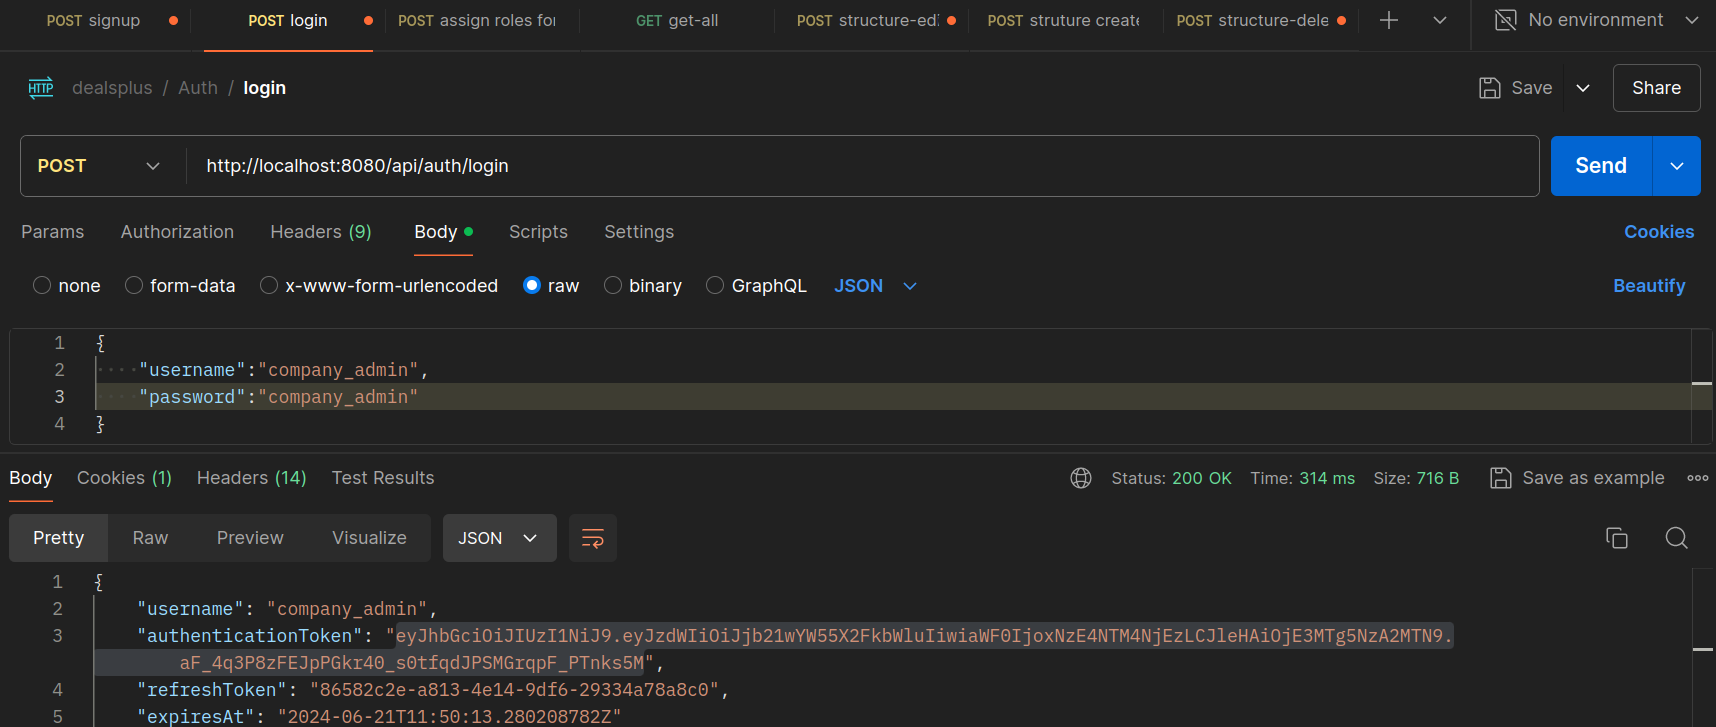 POST signup POST login POST assign roles for GET get-all POST structure-ed POST struture create POST structure-dele No environment
HTTP dealsplus / Auth / login Save Share
POST http://localhost:8080/api/auth/login Send
Params Authorization Headers (9) Body Scripts Settings Cookies
none form-data x-www-form-urlencoded raw binary GraphQL JSON Beautify
1 {
2 "username":"company_admin",
3 "password":"company_admin"
4 }
Body Cookies (1) Headers (14) Test Results Status: 200 OK Time: 314 ms Size: 716 B Save as example
Pretty Raw Preview Visualize JSON
1 {
2 "username": "company_admin",
3 "authenticationToken": "eyJhbGciOiJIUzI1NiJ9.eyJzdWIiOiJjb21wYW55X2FkbWluIiwiaWF0IjoxNzE4NTM4NjEzLCJleHAiOjE3MTg5NzA2MTN9.
aF_4q3P8zFEJpPGkr40_s0tfqdJPSMGrqpF_PTnks5M",
4 "refreshToken": "86582c2e-a813-4e14-9df6-29334a78a8c0",
5 "expiresAt": "2024-06-21T11:50:13.280208782Z"